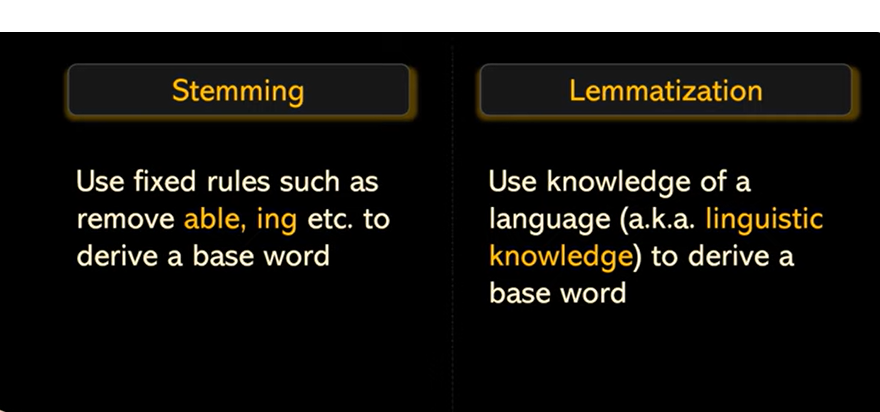 Stemming
Use fixed rules such as
remove able, ing etc. to
derive a base word
Lemmatization
Use knowledge of a
language (a.k.a. linguistic
knowledge) to derive a
base word